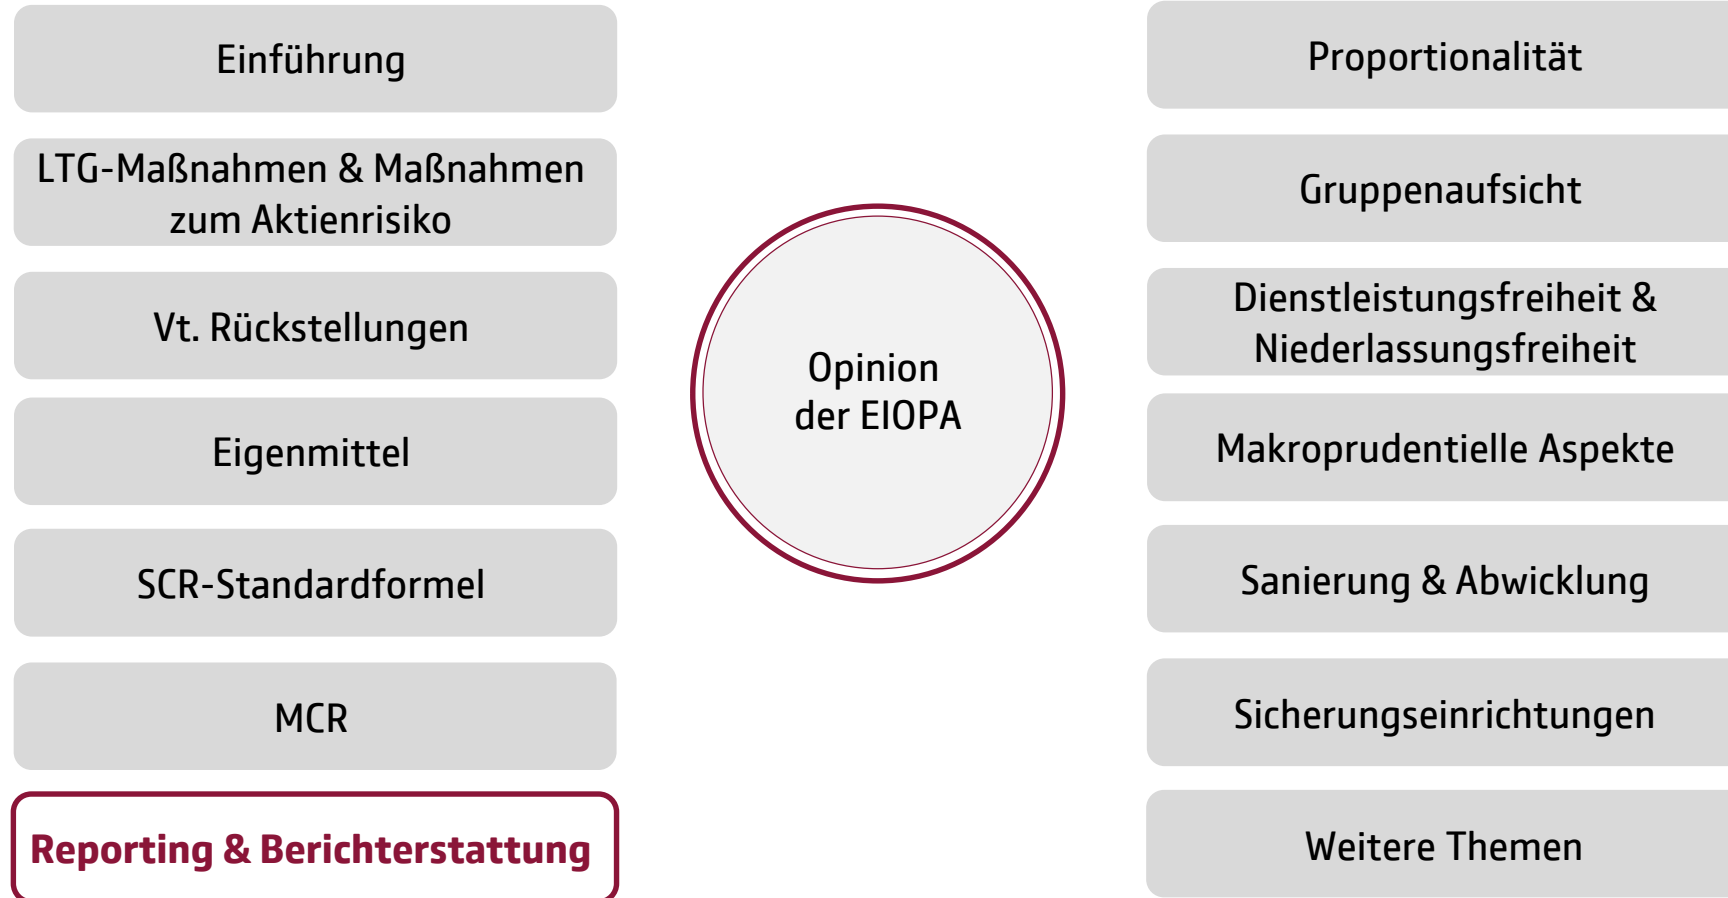 Einführung
LTG-Maßnahmen & Maßnahmen
zum Aktienrisiko
Vt. Rückstellungen
Eigenmittel
SCR-Standardformel
MCR
Reporting & Berichterstattung
Opinion
der EIOPA
Proportionalität
Gruppenaufsicht
Dienstleistungsfreiheit &
Niederlassungsfreiheit
Makroprudentielle Aspekte
Sanierung & Abwicklung
Sicherungseinrichtungen
Weitere Themen